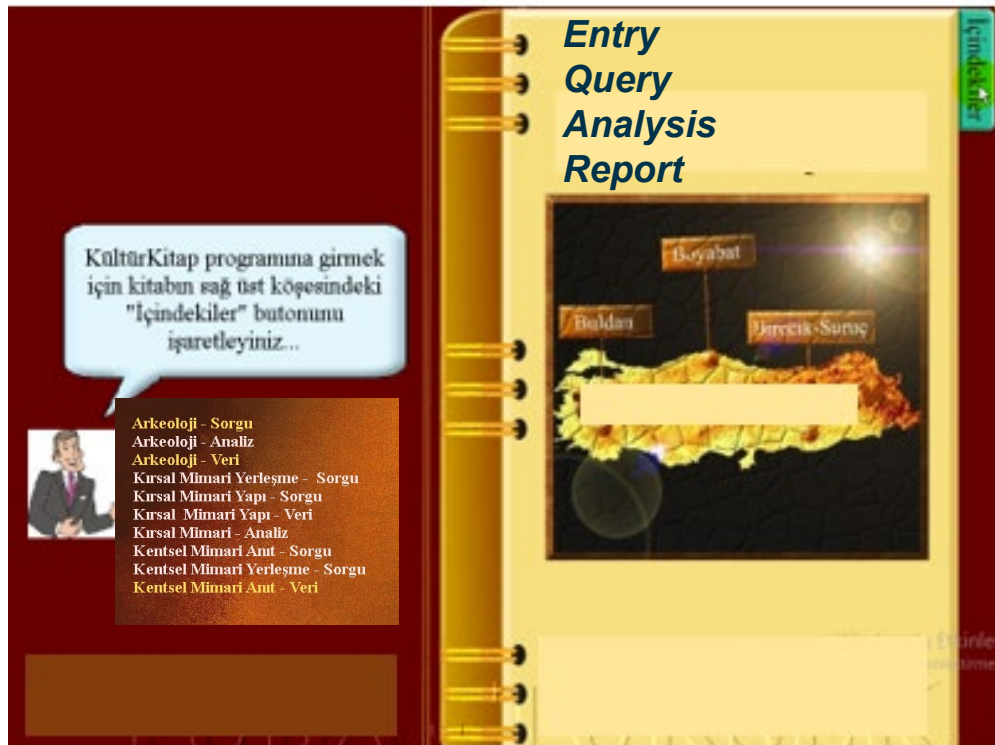 Entry
Query
Analysis
Report
İçindekiler
KültürKitap programına girmek
için kitabın sağ üst köşesindeki
"İçindekiler" butonunu
işaretleyiniz...
Boyabat
Buldan
Birecik-Suruç
Arkeoloji - Sorgu
Arkeoloji - Analiz
Arkeoloji - Veri
Kırsal Mimari Yerleşme - Sorgu
Kırsal Mimari Yapı - Sorgu
Kırsal Mimari Yapı - Veri
Kırsal Mimari - Analiz
Kentsel Mimari Anıt - Sorgu
Kentsel Mimari Yerleşme - Sorgu
Kentsel Mimari Anıt - Veri